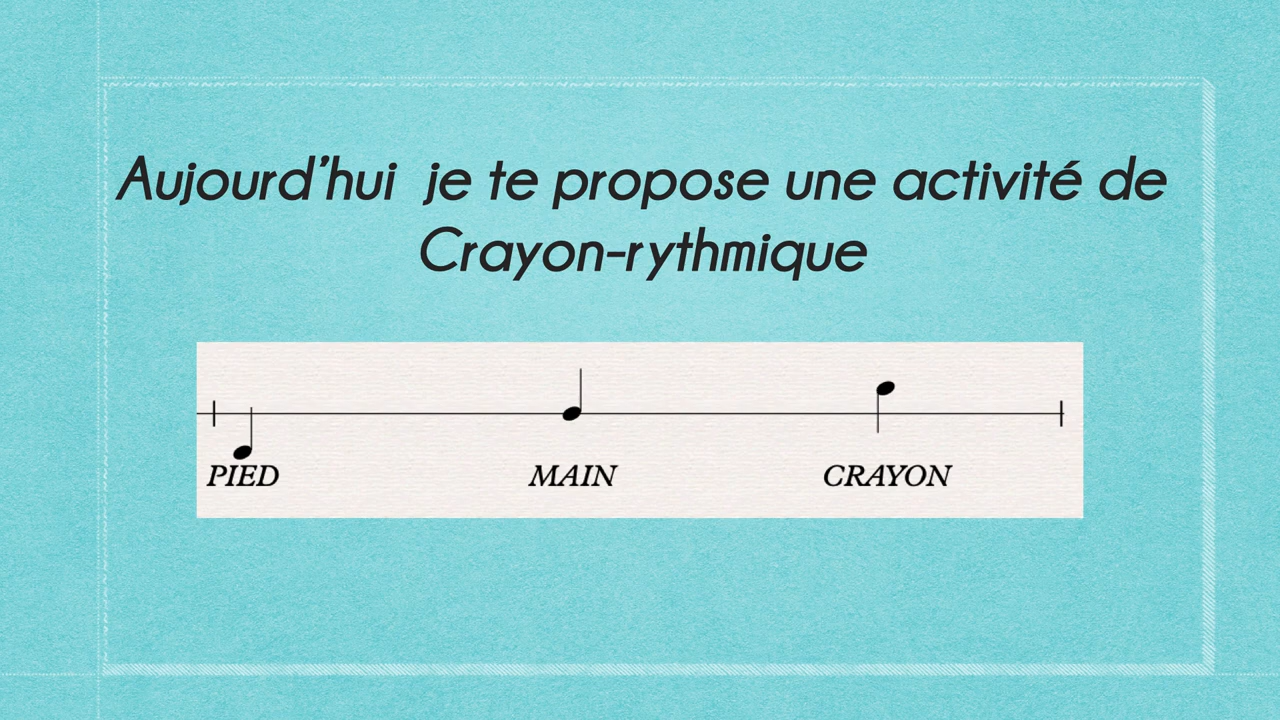 Aujourd'hui je te propose une activité de
Crayon-rythmique
PIED MAIN CRAYON